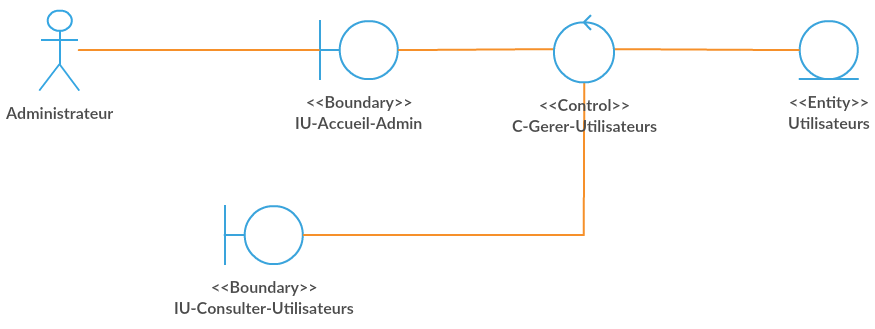 Administrateur
<<Boundary>>
IU-Accueil-Admin
<<Control>>
C-Gerer-Utilisateurs
<<Entity>>
Utilisateurs
<<Boundary>>
IU-Consulter-Utilisateurs